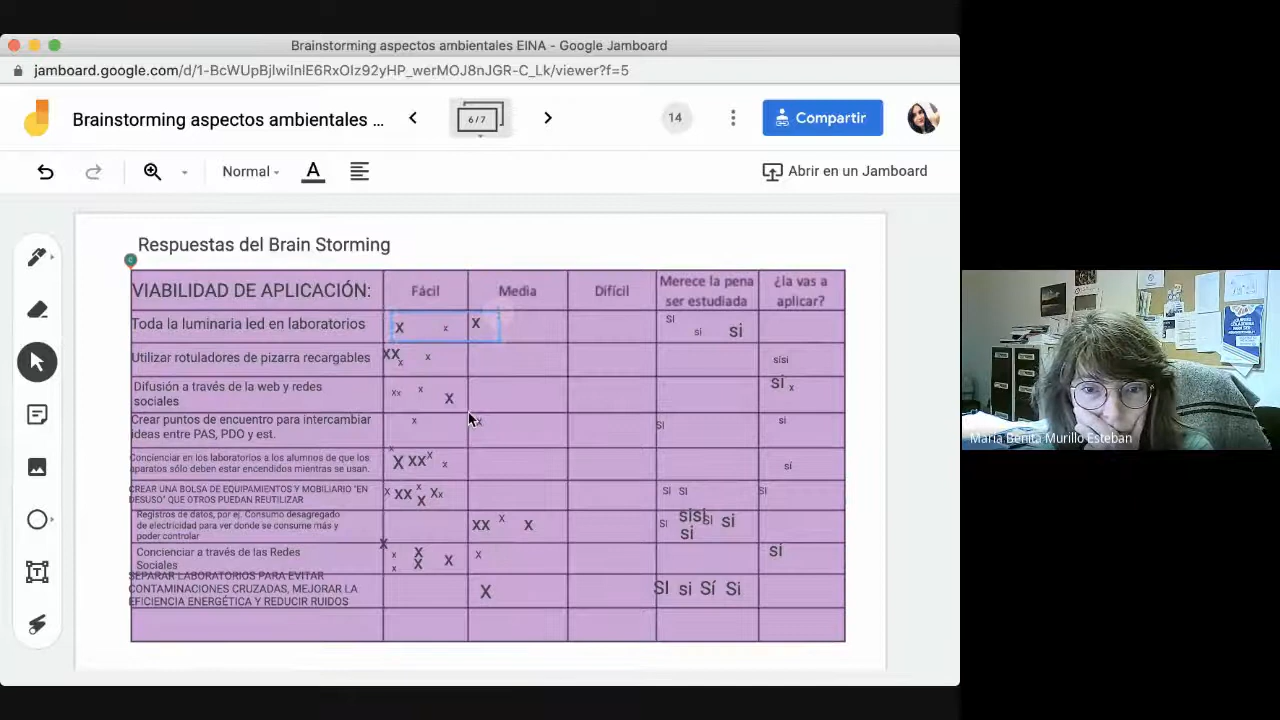 Brainstorming aspectos ambientales EINA - Google Jamboard
jamboard.google.com/d/1-BcWUpBjlwiInlE6RxOIz92yHP_werMOJ8nJGR-C_Lk/viewer?f=5
Brainstorming aspectos ambientales ...
6/7
14
Compartir
Normal
A
Abrir en un Jamboard
Respuestas del Brain Storming
VIABILIDAD DE APLICACIÓN: Fácil Media Difícil Merece la pena ser estudiada ¿la vas a aplicar?
Toda la luminaria led en laboratorios X x X SI si si
Utilizar rotuladores de pizarra recargables XX x x sisi
Difusión a través de la web y redes
sociales xx x X si x
Crear puntos de encuentro para intercambiar
ideas entre PAS, PDO y est. x x SI si
Concienciar en los laboratorios a los alumnos de que los
aparatos sólo deben estar encendidos mientras se usan. x X XX X x si
CREAR UNA BOLSA DE EQUIPAMIENTOS Y MOBILIARIO "EN
DESUSO" QUE OTROS PUEDAN REUTILIZAR X XX x X Xx SI SI SI
Registros de datos, por ej. Consumo desagregado
de electricidad para ver donde se consume más y
poder controlar XX X X SI sisi SI si si
Concienciar a través de las Redes
Sociales X x x X X X x si
SEPARAR LABORATORIOS PARA EVITAR
CONTAMINACIONES CRUZADAS, MEJORAR LA
EFICIENCIA ENERGÉTICA Y REDUCIR RUIDOS X SI si Sí Si
Maria Benita Murillo Esteban